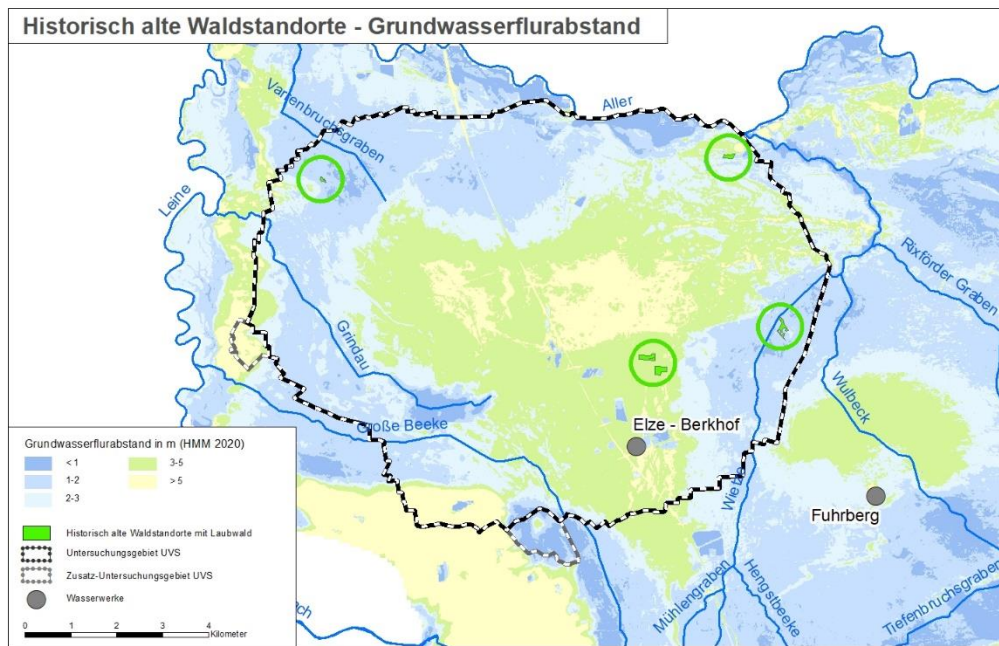 Historisch alte Waldstandorte - Grundwasserflurabstand
Varrenbruchsgraben
Aller
Leine
Rixförder Graben
Grindau
Wulbeck
Große Beeke
Elze - Berkhof
Wietze
Fuhrberg
Mühlengraben
Hengstbeeke
Tiefenbruchsgraben
ch
Grundwasserflurabstand in m (HMM 2020)
< 1
3-5
1-2
> 5
2-3
Historisch alte Waldstandorte mit Laubwald
Untersuchungsgebiet UVS
Zusatz-Untersuchungsgebiet UVS
Wasserwerke
0 1 2 3 4
Kilometer